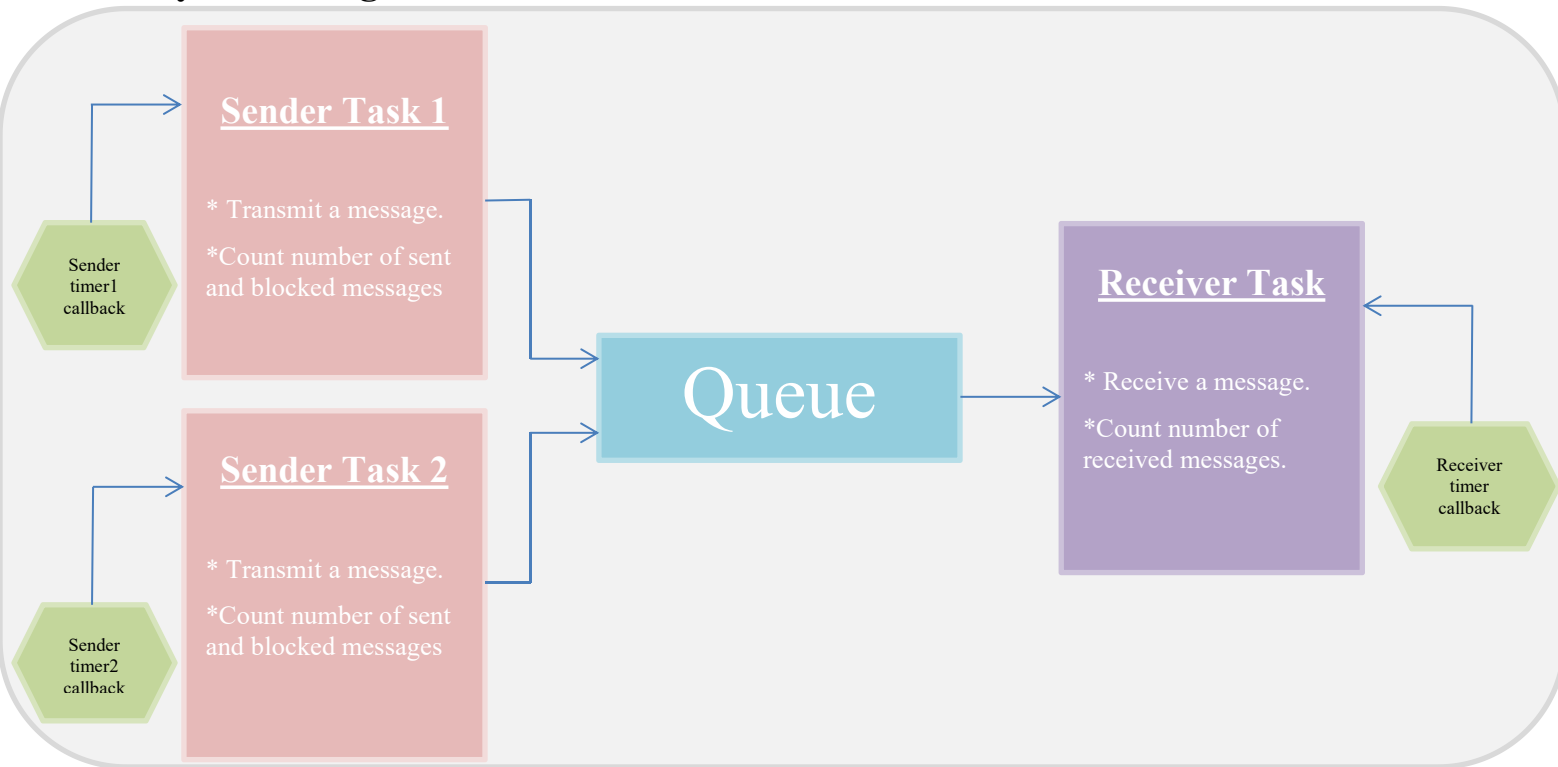 Sender Task 1
* Transmit a message.
*Count number of sent
and blocked messages
Sender
timer1
callback
Sender Task 2
* Transmit a message.
*Count number of sent
and blocked messages
Sender
timer2
callback
Queue
Receiver Task
* Receive a message.
*Count number of
received messages.
Receiver
timer
callback